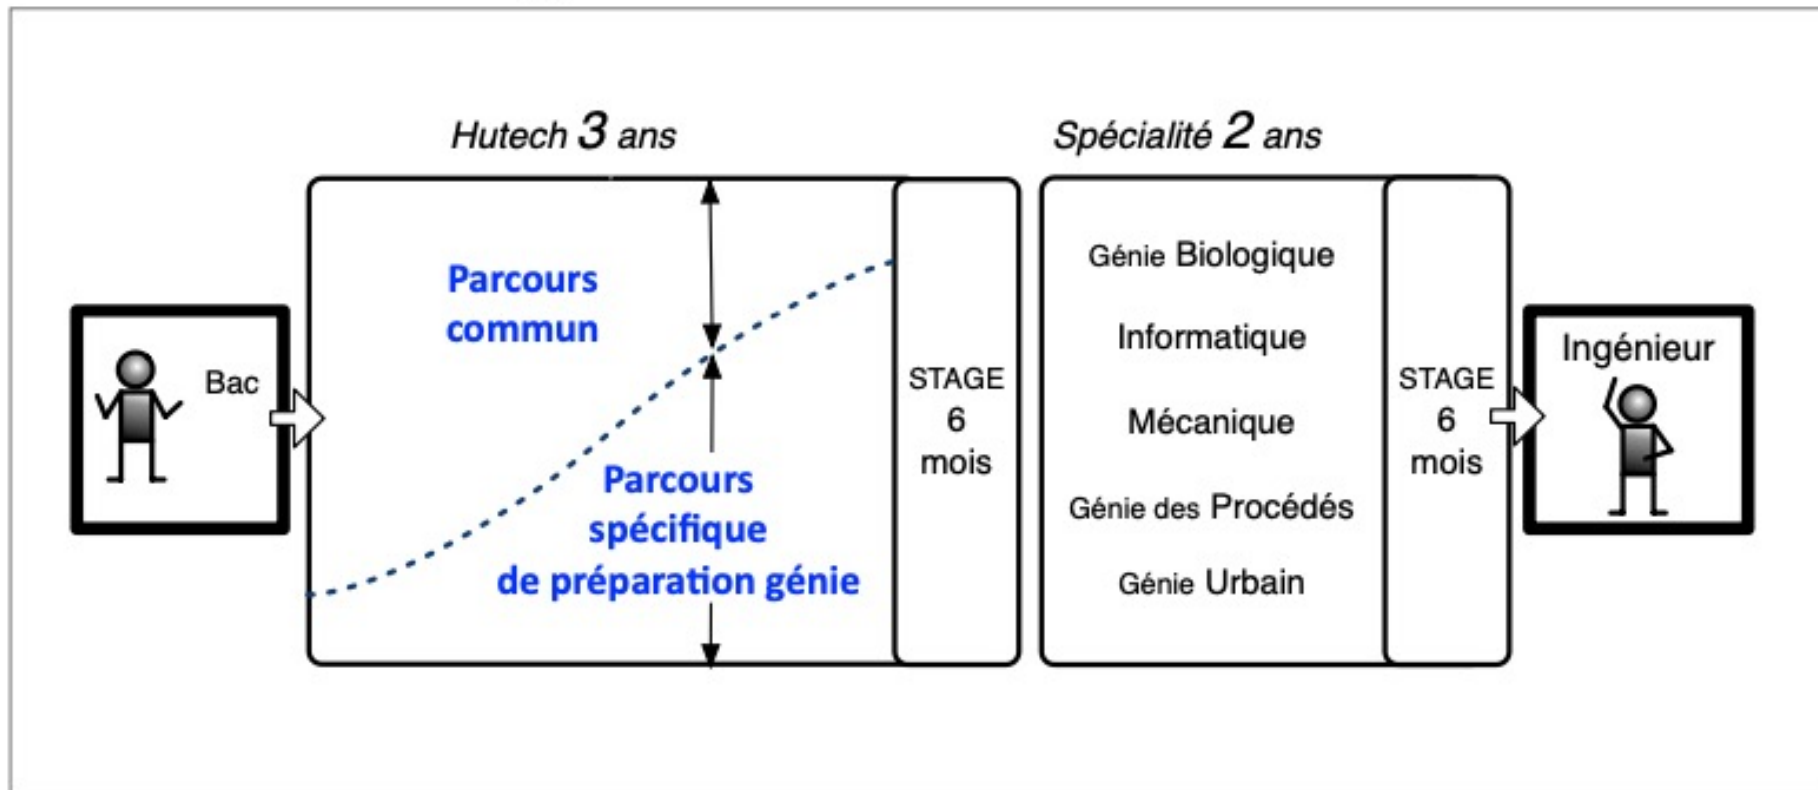 Hutech 3 ans
Spécialité 2 ans
Bac
Parcours
commun
Parcours
spécifique
de préparation génie
STAGE
6
mois
Génie Biologique
Informatique
Mécanique
Génie des Procédés
Génie Urbain
STAGE
6
mois
Ingénieur